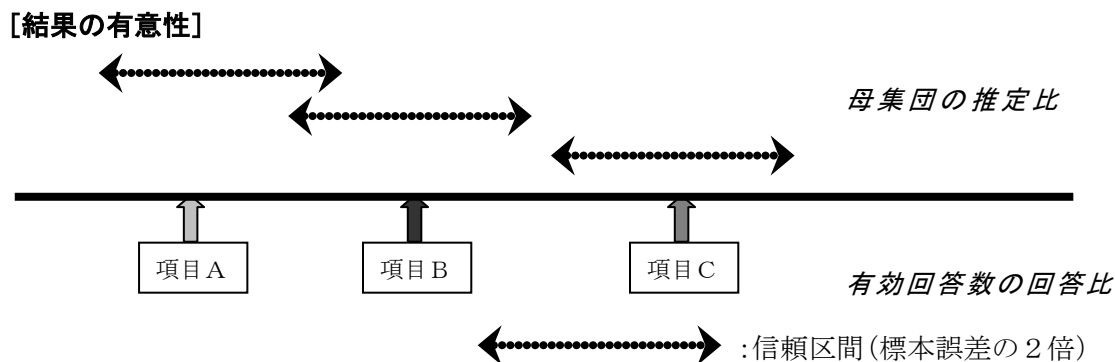 [結果の有意性]
母集団の推定比
項目A
項目B
項目C
有効回答数の回答比
:信頼区間(標本誤差の2倍)